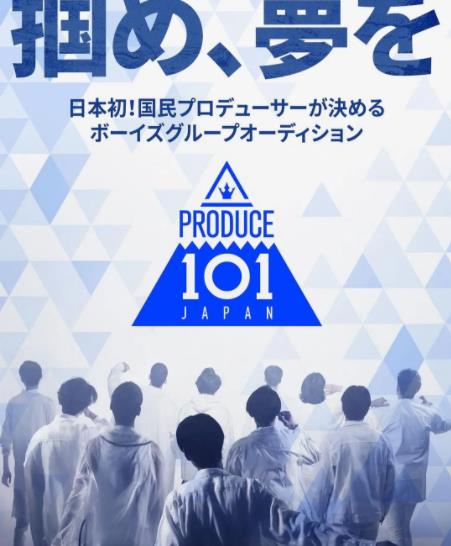 掴め、夢を
日本初!国民プロデューサーが決める
ボーイズグループオーディション
PRODUCE
101
JAPAN